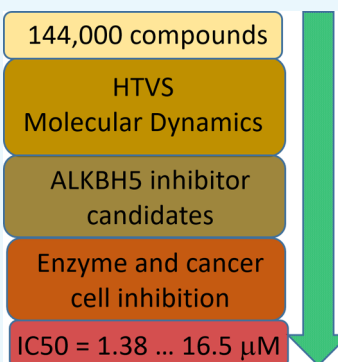 144,000 compounds
HTVS
Molecular Dynamics
ALKBH5 inhibitor
candidates
Enzyme and cancer
cell inhibition
IC50 = 1.38 ... 16.5 μM